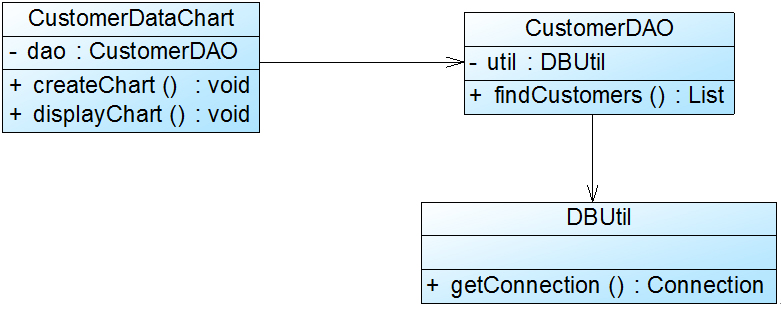 CustomerDataChart
- dao : CustomerDAO
+ createChart () : void
+ displayChart () : void
CustomerDAO
- util : DBUtil
+ findCustomers () : List
DBUtil
+ getConnection () : Connection